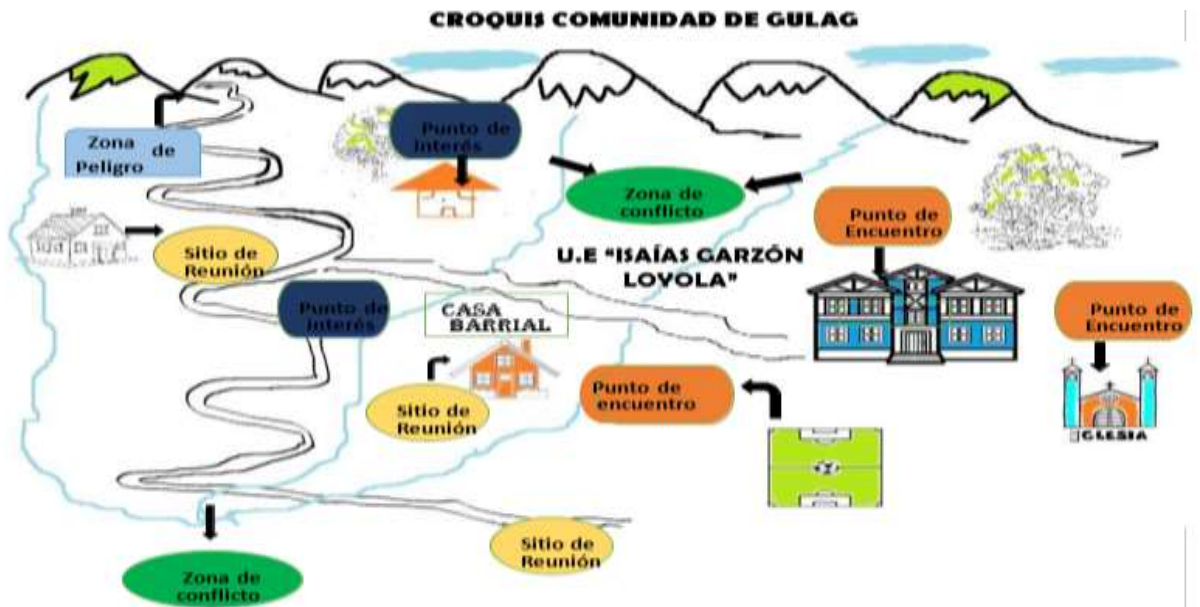 CROQUIS COMUNIDAD DE GULAG
Zona de
Peligro
Punto de
Interés
Zona de
conflicto
Punto de
Encuentro
Sitio de
Reunión
U.E “ISAÍAS GARZÓN
LOYOLA”
Punto de
Interés
CASA
BARRIAL
Punto de
Encuentro
Sitio de
Reunión
Punto de
encuentro
IGLESIA
Sitio de
Reunión
Zona de
conflicto